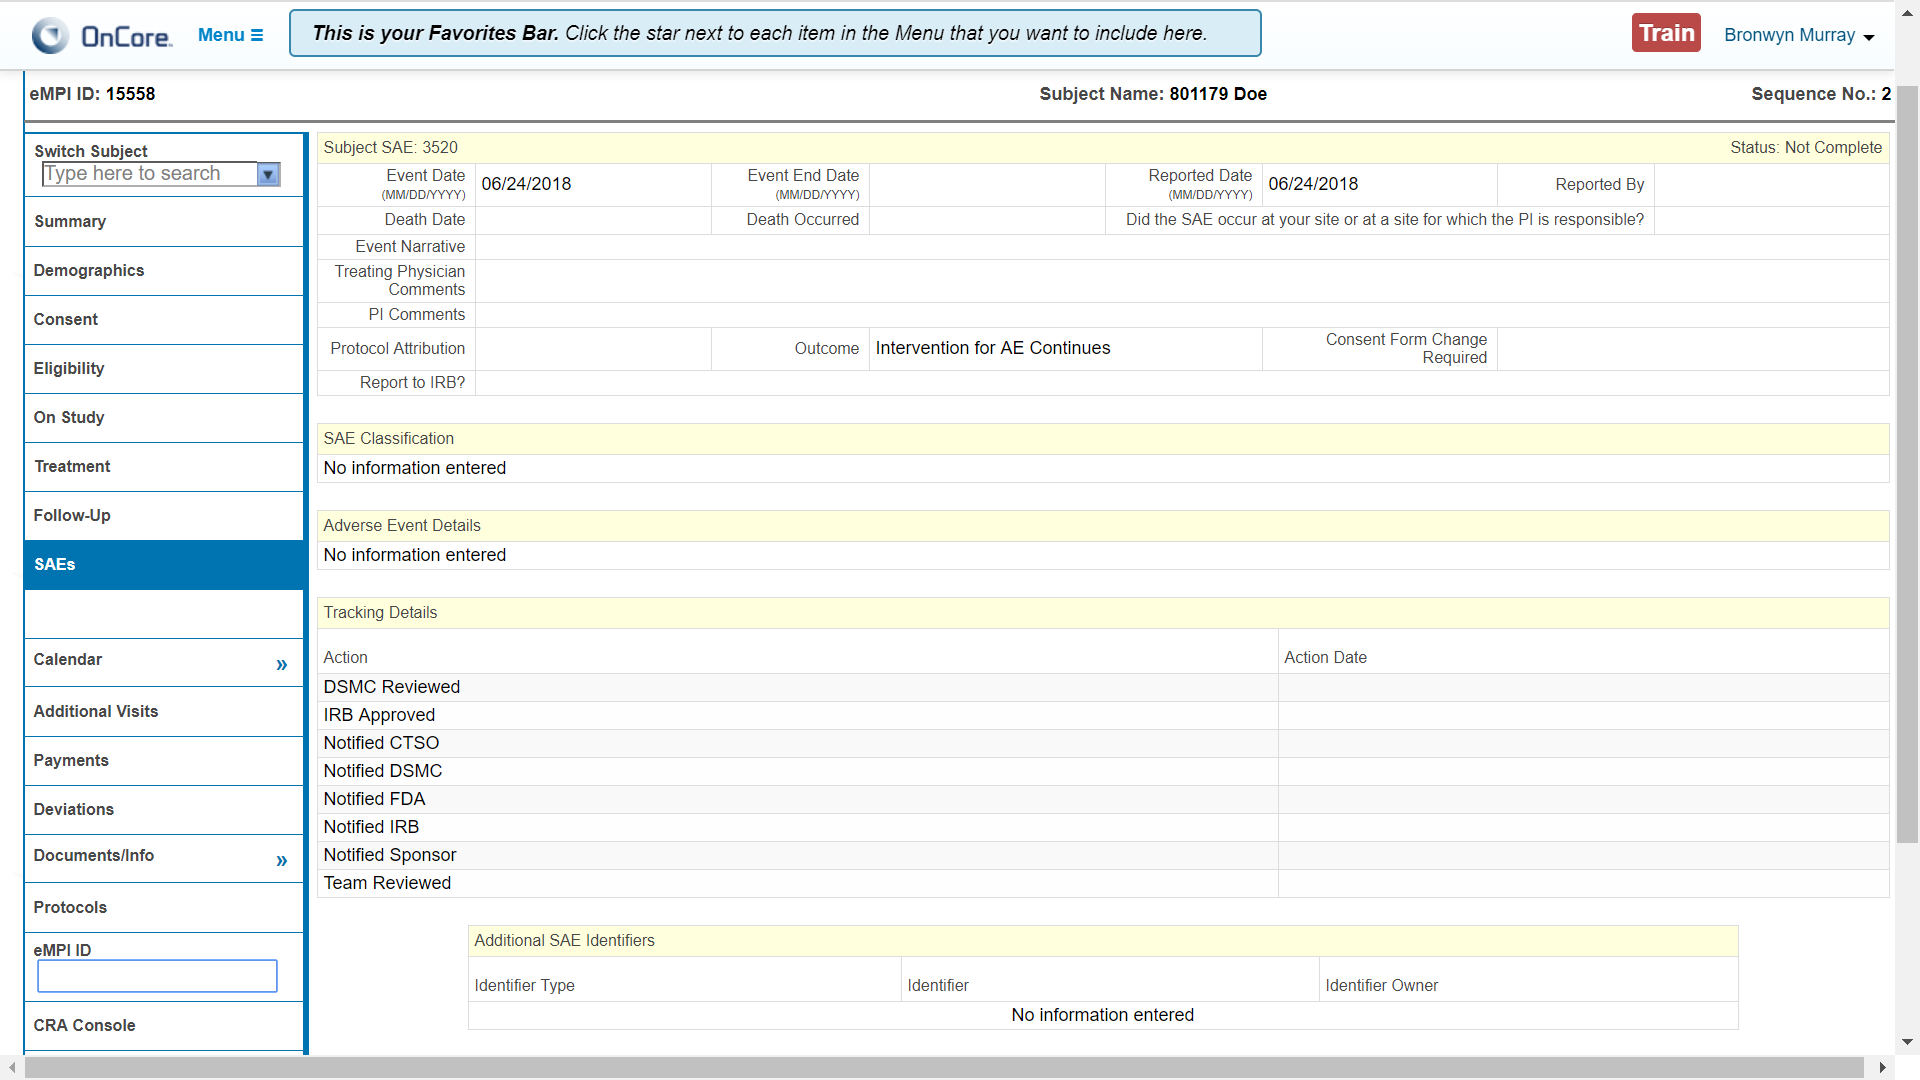 OnCore
Menu
This is your Favorites Bar. Click the star next to each item in the Menu that you want to include here.
Train
Bronwyn Murray
eMPI ID: 15558
Subject Name: 801179 Doe
Sequence No.: 2
Switch Subject
Type here to search
Summary
Demographics
Consent
Eligibility
On Study
Treatment
Follow-Up
SAEs
Calendar »
Additional Visits
Payments
Deviations
Documents/Info »
Protocols
eMPI ID
CRA Console
Subject SAE: 3520 Status: Not Complete
Event Date (MM/DD/YYYY) 06/24/2018 Event End Date (MM/DD/YYYY) Reported Date (MM/DD/YYYY) 06/24/2018 Reported By
Death Date Death Occurred Did the SAE occur at your site or at a site for which the PI is responsible?
Event Narrative
Treating Physician
Comments
PI Comments
Protocol Attribution Outcome Intervention for AE Continues Consent Form Change Required
Report to IRB?
SAE Classification
No information entered
Adverse Event Details
No information entered
Tracking Details
Action Action Date
DSMC Reviewed
IRB Approved
Notified CTSO
Notified DSMC
Notified FDA
Notified IRB
Notified Sponsor
Team Reviewed
Additional SAE Identifiers
Identifier Type Identifier Identifier Owner
No information entered